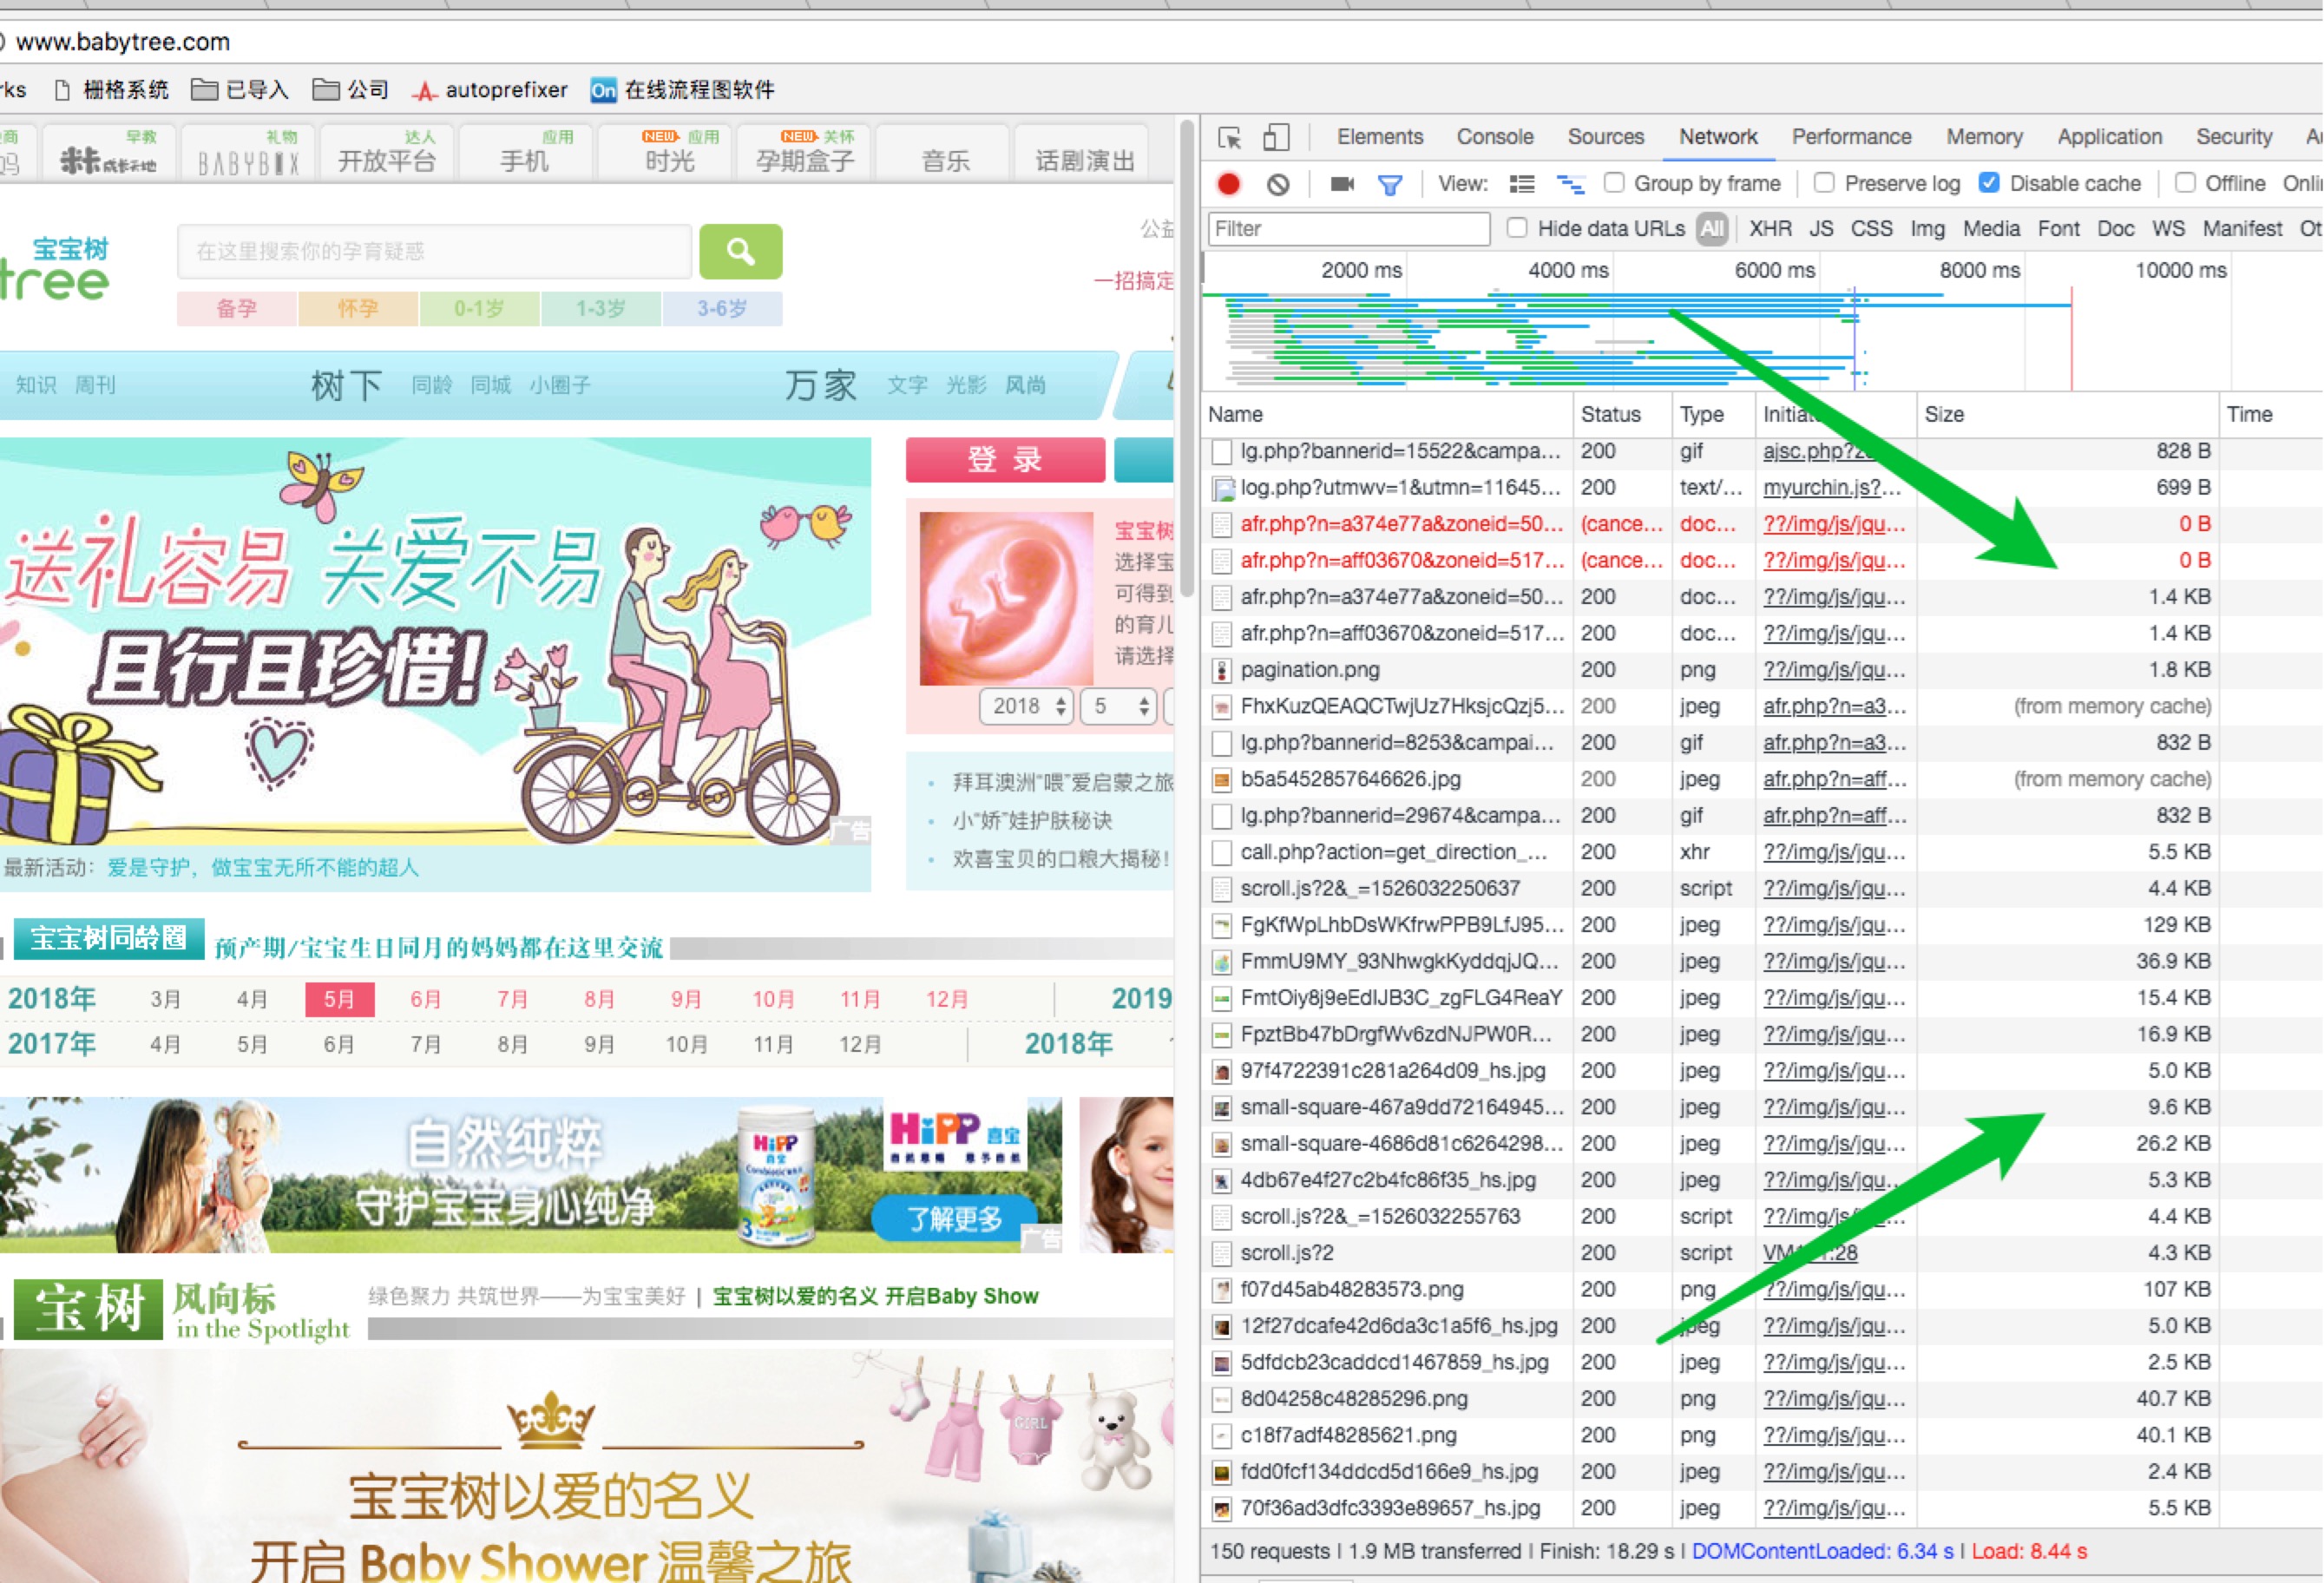 www.babytree.com
rks 栅格系统 已导入 公司 autoprefixer On 在线流程图软件
商 早教 礼物 达人 应用 NEW 应用 NEW 关怀
成长天地 BABYBOX 开放平台 手机 时光 孕期盒子 音乐 话剧演出
公益
宝宝树
tree
在这里搜索你的孕育疑惑
一招搞定
备孕 怀孕 0-1岁 1-3岁 3-6岁
知识 周刊 树下 同龄 同城 小圈子 万家 文字 光影 风尚
送礼容易 关爱不易
且行且珍惜!
广告
最新活动: 爱是守护，做宝宝无所不能的超人
登 录
宝宝树
选择宝
可得到
的育儿
请选择
2018 5
拜耳澳洲“喂”爱启蒙之旅
小“娇”娃护肤秘诀
欢喜宝贝的口粮大揭秘!
宝宝树同龄圈 预产期/宝宝生日同月的妈妈都在这里交流
2018年 3月 4月 5月 6月 7月 8月 9月 10月 11月 12月 2019
2017年 4月 5月 6月 7月 8月 9月 10月 11月 12月 2018年
自然纯粹
守护宝宝身心纯净
HiPP
喜宝
Combiotic
3
HiPP 喜宝
了解更多
广告
宝树 风向标
in the Spotlight
绿色聚力 共筑世界——为宝宝美好 | 宝宝树以爱的名义 开启Baby Show
GIRL
宝宝树以爱的名义
开启 Baby Shower 温馨之旅
Elements Console Sources Network Performance Memory Application Security Au
View: Group by frame Preserve log Disable cache Offline Onli
Filter Hide data URLs All XHR JS CSS Img Media Font Doc WS Manifest Ot
2000 ms 4000 ms 6000 ms 8000 ms 10000 ms
Name Status Type Initia Size Time
lg.php?bannerid=15522&campa... 200 gif ajsc.php?z 828 B
log.php?utmwv=1&utmn=11645... 200 text/... myurchin.js?... 699 B
afr.php?n=a374e77a&zoneid=50... (cance... doc... ??/img/js/jqu... 0 B
afr.php?n=aff03670&zoneid=517... (cance... doc... ??/img/js/jqu... 0 B
afr.php?n=a374e77a&zoneid=50... 200 doc... ??/img/js/jqu... 1.4 KB
afr.php?n=aff03670&zoneid=517... 200 doc... ??/img/js/jqu... 1.4 KB
pagination.png 200 png ??/img/js/jqu... 1.8 KB
FhxKuzQEAQCTwjUz7HksjcQzj5... 200 jpeg afr.php?n=a3... (from memory cache)
lg.php?bannerid=8253&campai... 200 gif afr.php?n=a3... 832 B
b5a5452857646626.jpg 200 jpeg afr.php?n=aff... (from memory cache)
lg.php?bannerid=29674&campa... 200 gif afr.php?n=aff... 832 B
call.php?action=get_direction_... 200 xhr ??/img/js/jqu... 5.5 KB
scroll.js?2&_=1526032250637 200 script ??/img/js/jqu... 4.4 KB
FgKfWpLhbDsWKfrwPPB9LfJ95... 200 jpeg ??/img/js/jqu... 129 KB
FmmU9MY_93NhwgkKyddqjJQ... 200 jpeg ??/img/js/jqu... 36.9 KB
FmtOiy8j9eEdIJB3C_zgFLG4ReaY 200 jpeg ??/img/js/jqu... 15.4 KB
FpztBb47bDrgfWv6zdNJPW0R... 200 jpeg ??/img/js/jqu... 16.9 KB
97f4722391c281a264d09_hs.jpg 200 jpeg ??/img/js/jqu... 5.0 KB
small-square-467a9dd72164945... 200 jpeg ??/img/js/jqu... 9.6 KB
small-square-4686d81c6264298... 200 jpeg ??/img/js/jqu... 26.2 KB
4db67e4f27c2b4fc86f35_hs.jpg 200 jpeg ??/img/js/jqu... 5.3 KB
scroll.js?2&_=1526032255763 200 script ??/img/js/jqu... 4.4 KB
scroll.js?2 200 script VM :28 4.3 KB
f07d45ab48283573.png 200 png ??/img/js/jqu... 107 KB
12f27dcafe42d6da3c1a5f6_hs.jpg 200 jpeg ??/img/js/jqu... 5.0 KB
5dfdcb23caddcd1467859_hs.jpg 200 jpeg ??/img/js/jqu... 2.5 KB
8d04258c48285296.png 200 png ??/img/js/jqu... 40.7 KB
c18f7adf48285621.png 200 png ??/img/js/jqu... 40.1 KB
fdd0fcf134ddcd5d166e9_hs.jpg 200 jpeg ??/img/js/jqu... 2.4 KB
70f36ad3dfc3393e89657_hs.jpg 200 jpeg ??/img/js/jqu... 5.5 KB
150 requests | 1.9 MB transferred | Finish: 18.29 s | DOMContentLoaded: 6.34 s | Load: 8.44 s